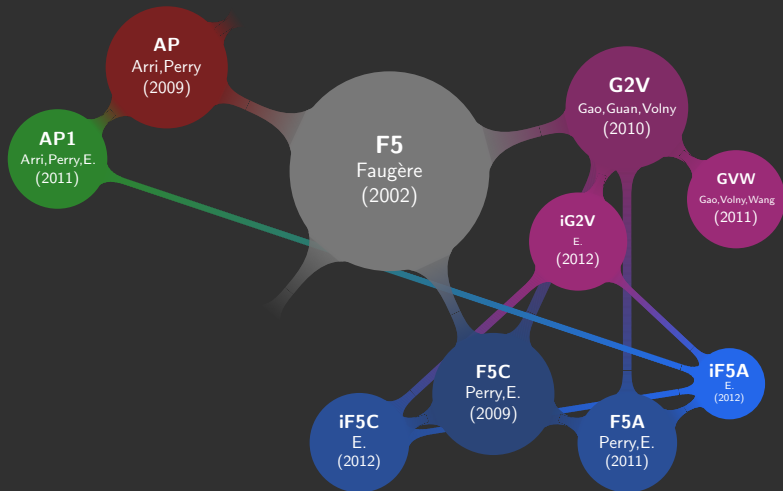 AP
Arri,Perry
(2009)
AP1
Arri,Perry,E.
(2011)
F5
Faugère
(2002)
G2V
Gao,Guan,Volny
(2010)
GVW
Gao,Volny,Wang
(2011)
iG2V
E.
(2012)
F5C
Perry,E.
(2009)
iF5C
E.
(2012)
F5A
Perry,E.
(2011)
iF5A
E.
(2012)